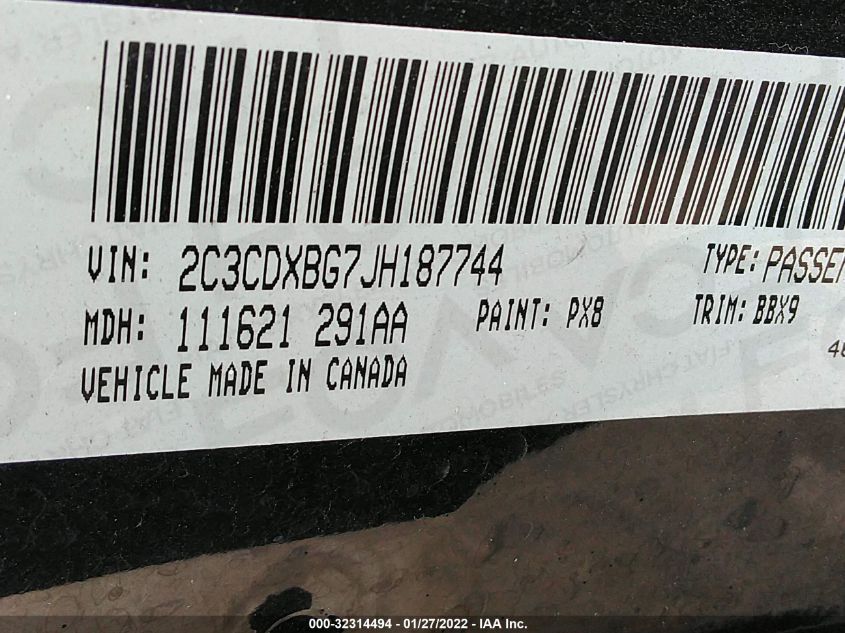 VIN: 2C3CDXBG7JH187744 TYPE: PASSEN
MDH: 111621 291AA PAINT: PX8 TRIM: BBX9
VEHICLE MADE IN CANADA
000-32314494 - 01/27/2022 - IAA Inc.